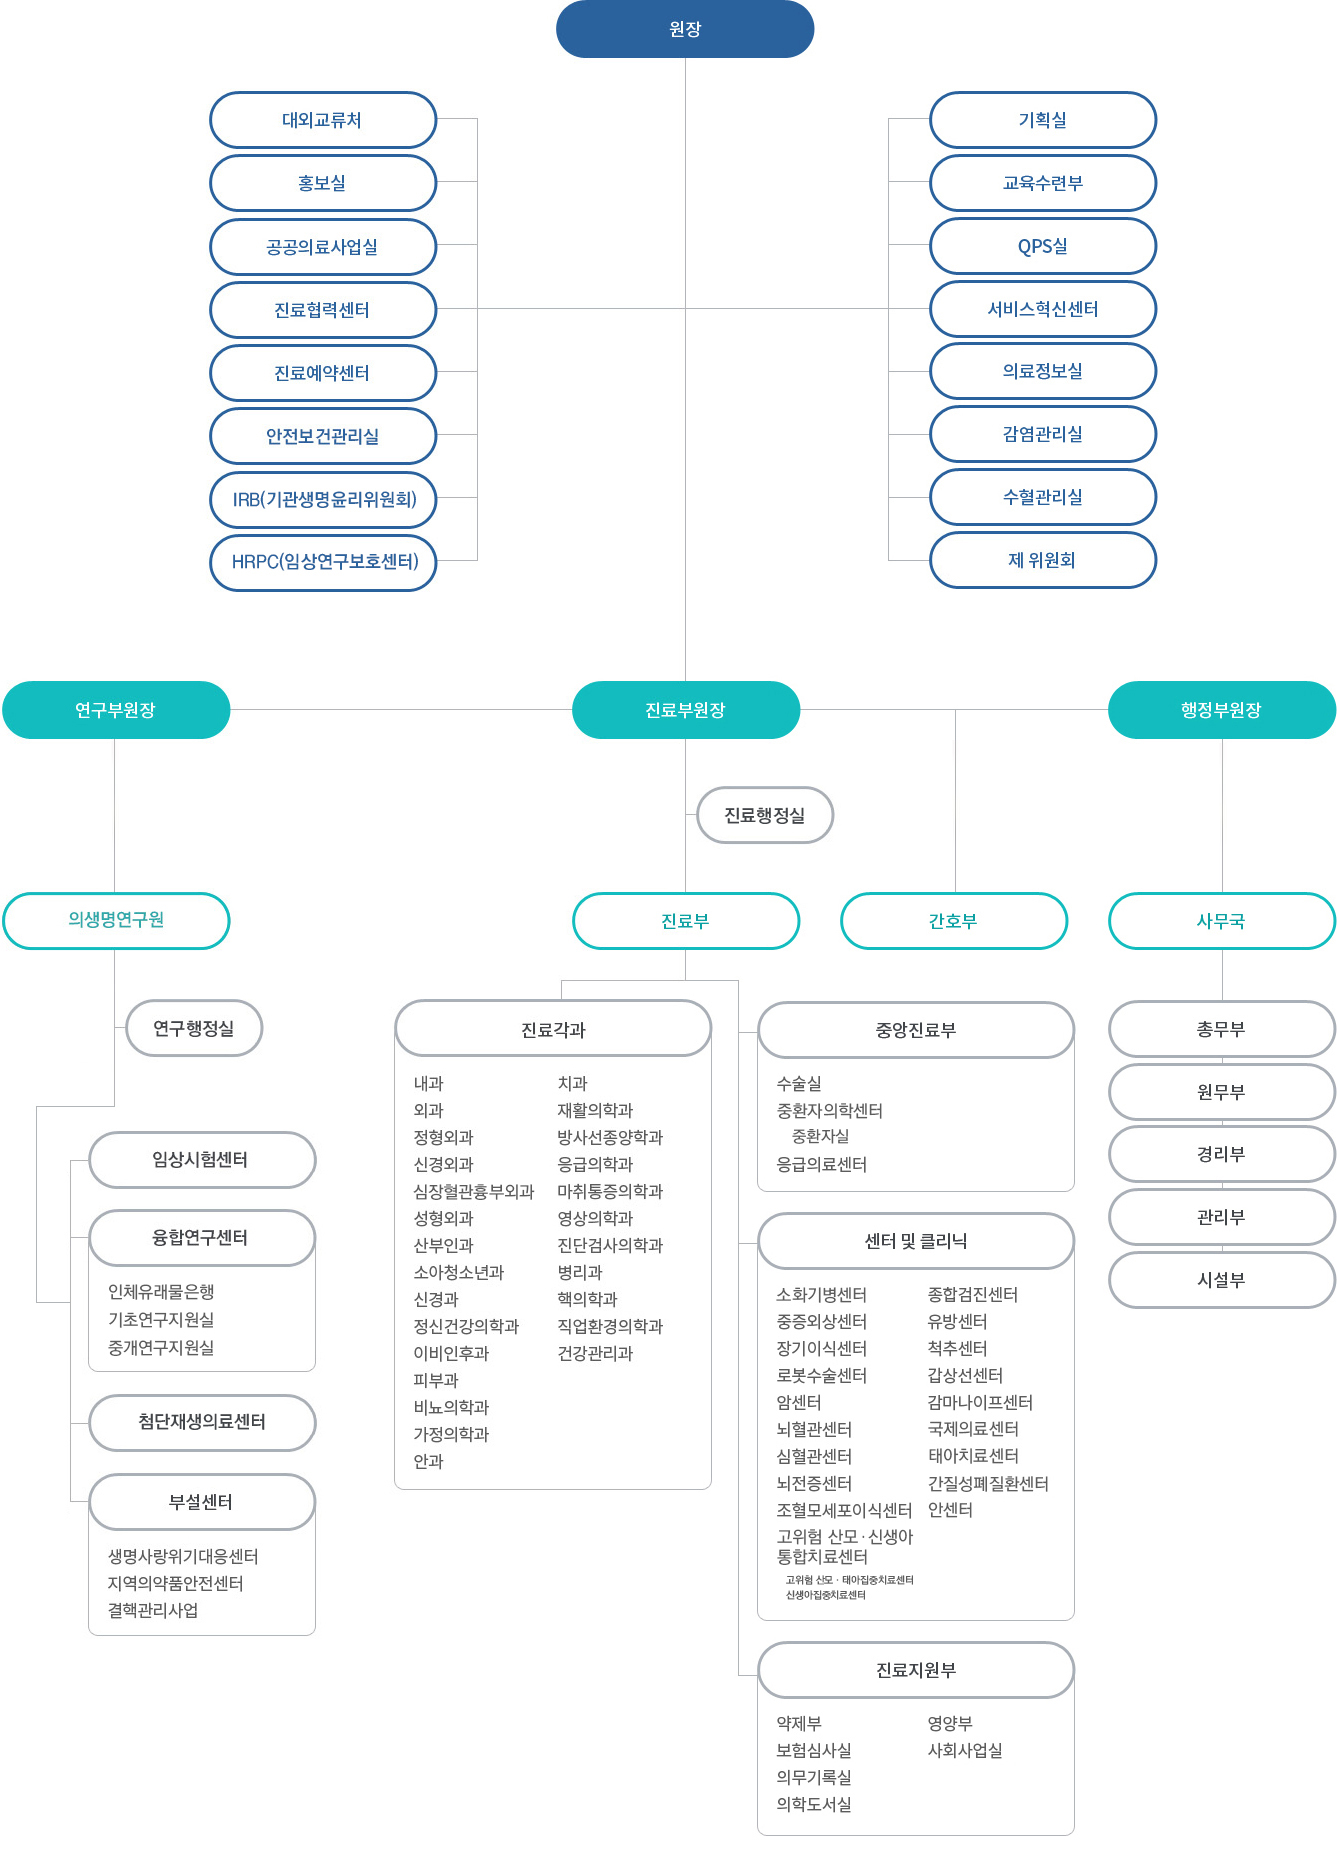 원장
대외교류처
홍보실
공공의료사업실
진료협력센터
진료예약센터
안전보건관리실
IRB(기관생명윤리위원회)
HRPC(임상연구보호센터)
기획실
교육수련부
QPS실
서비스혁신센터
의료정보실
감염관리실
수혈관리실
제 위원회
연구부원장
진료부원장
행정부원장
진료행정실
의생명연구원
진료부
간호부
사무국
연구행정실
임상시험센터
융합연구센터
인체유래물은행
기초연구지원실
중개연구지원실
첨단재생의료센터
부설센터
생명사랑위기대응센터
지역의약품안전센터
결핵관리사업
진료각과
내과
외과
정형외과
신경외과
심장혈관흉부외과
성형외과
산부인과
소아청소년과
신경과
정신건강의학과
이비인후과
피부과
비뇨의학과
가정의학과
안과
치과
재활의학과
방사선종양학과
응급의학과
마취통증의학과
영상의학과
진단검사의학과
병리과
핵의학과
직업환경의학과
건강관리과
중앙진료부
수술실
중환자의학센터
중환자실
응급의료센터
센터 및 클리닉
소화기병센터
중증외상센터
장기이식센터
로봇수술센터
암센터
뇌혈관센터
심혈관센터
뇌전증센터
조혈모세포이식센터
고위험 산모·신생아
통합치료센터
고위험 산모 · 태아집중치료센터
신생아집중치료센터
종합검진센터
유방센터
척추센터
갑상선센터
감마나이프센터
국제의료센터
태아치료센터
간질성폐질환센터
안센터
진료지원부
약제부
보험심사실
의무기록실
의학도서실
영양부
사회사업실
총무부
원무부
경리부
관리부
시설부